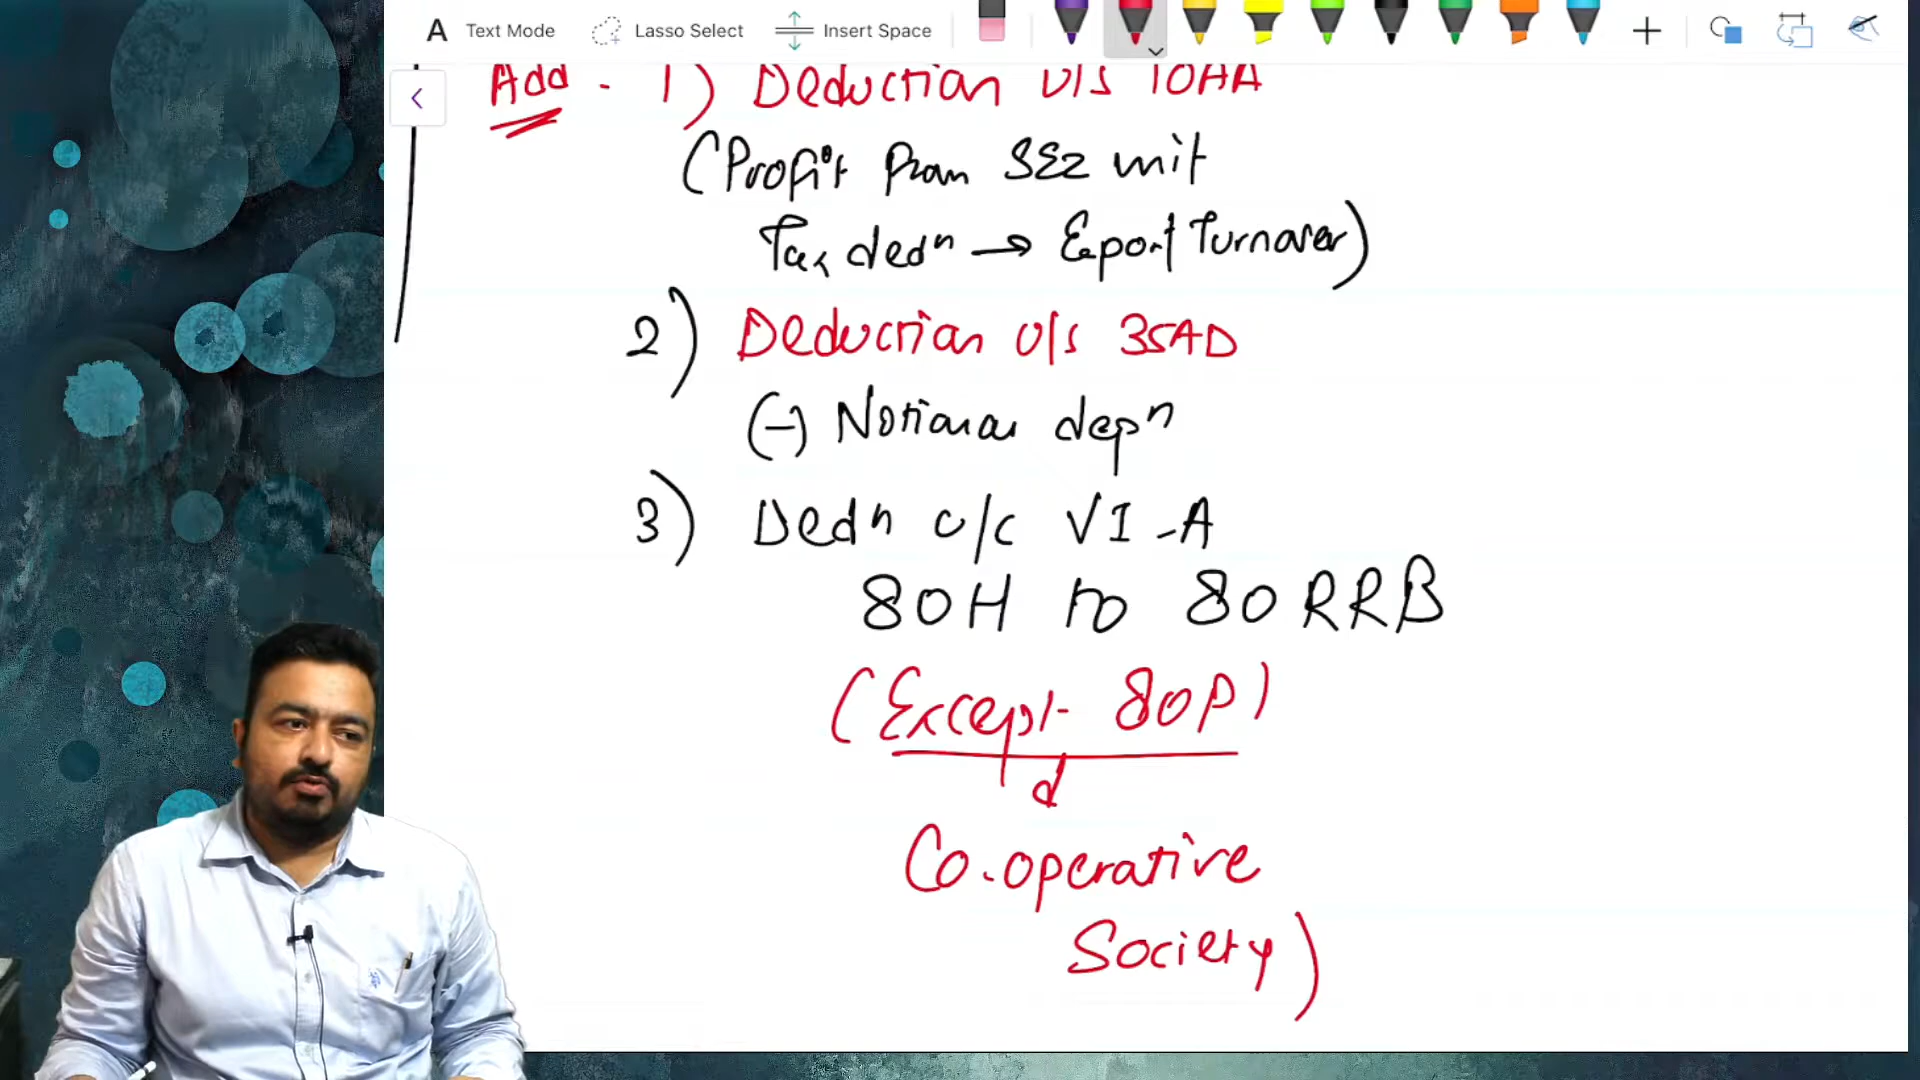 A Text Mode Lasso Select Insert Space
Add - 1) Deduction u/s 10AA
(Profit from SEZ unit
Tax dedn → Export Turnover)
2) Deduction u/s 35AD
(-) Notional depn
3) Dedn u/c VI-A
80H to 80RRB
(Except 80P)
Co.operative
Society)